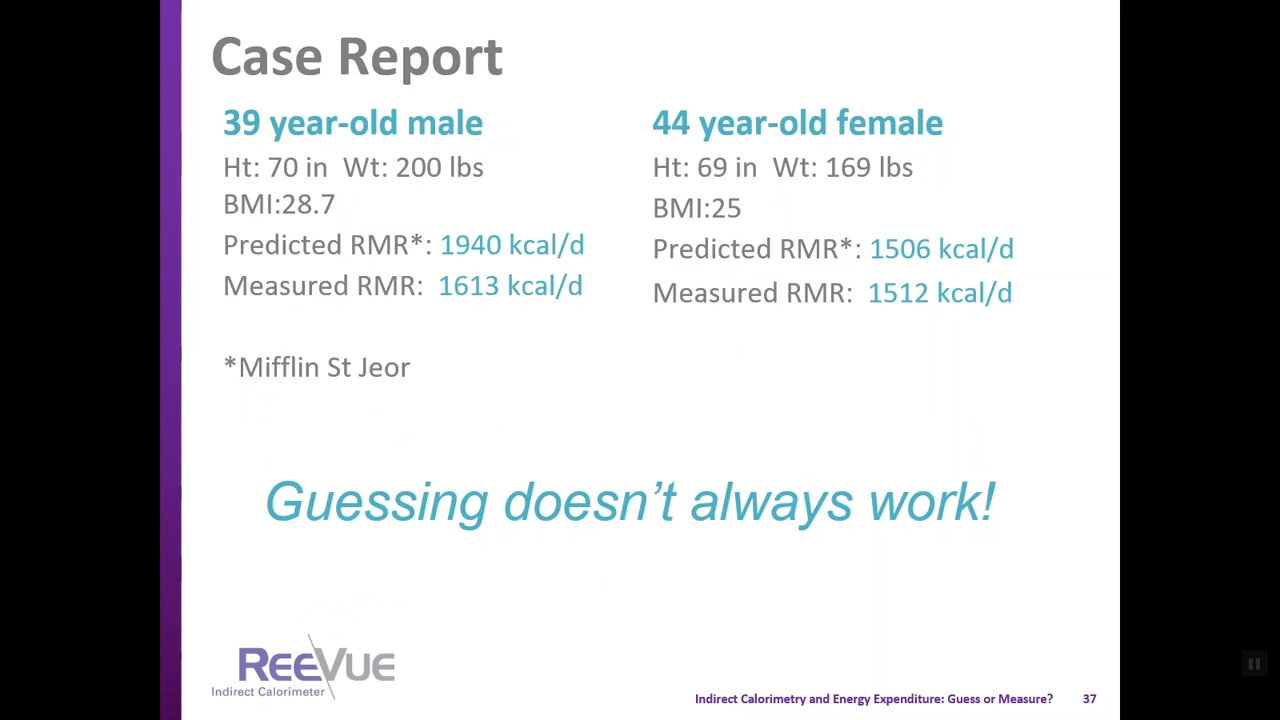 Case Report
39 year-old male
Ht: 70 in  Wt: 200 lbs
BMI:28.7
Predicted RMR*: 1940 kcal/d
Measured RMR:  1613 kcal/d
*Mifflin St Jeor
44 year-old female
Ht: 69 in  Wt: 169 lbs
BMI:25
Predicted RMR*: 1506 kcal/d
Measured RMR:  1512 kcal/d
Guessing doesn’t always work!
REEVUE
Indirect Calorimeter
Indirect Calorimetry and Energy Expenditure: Guess or Measure? 37